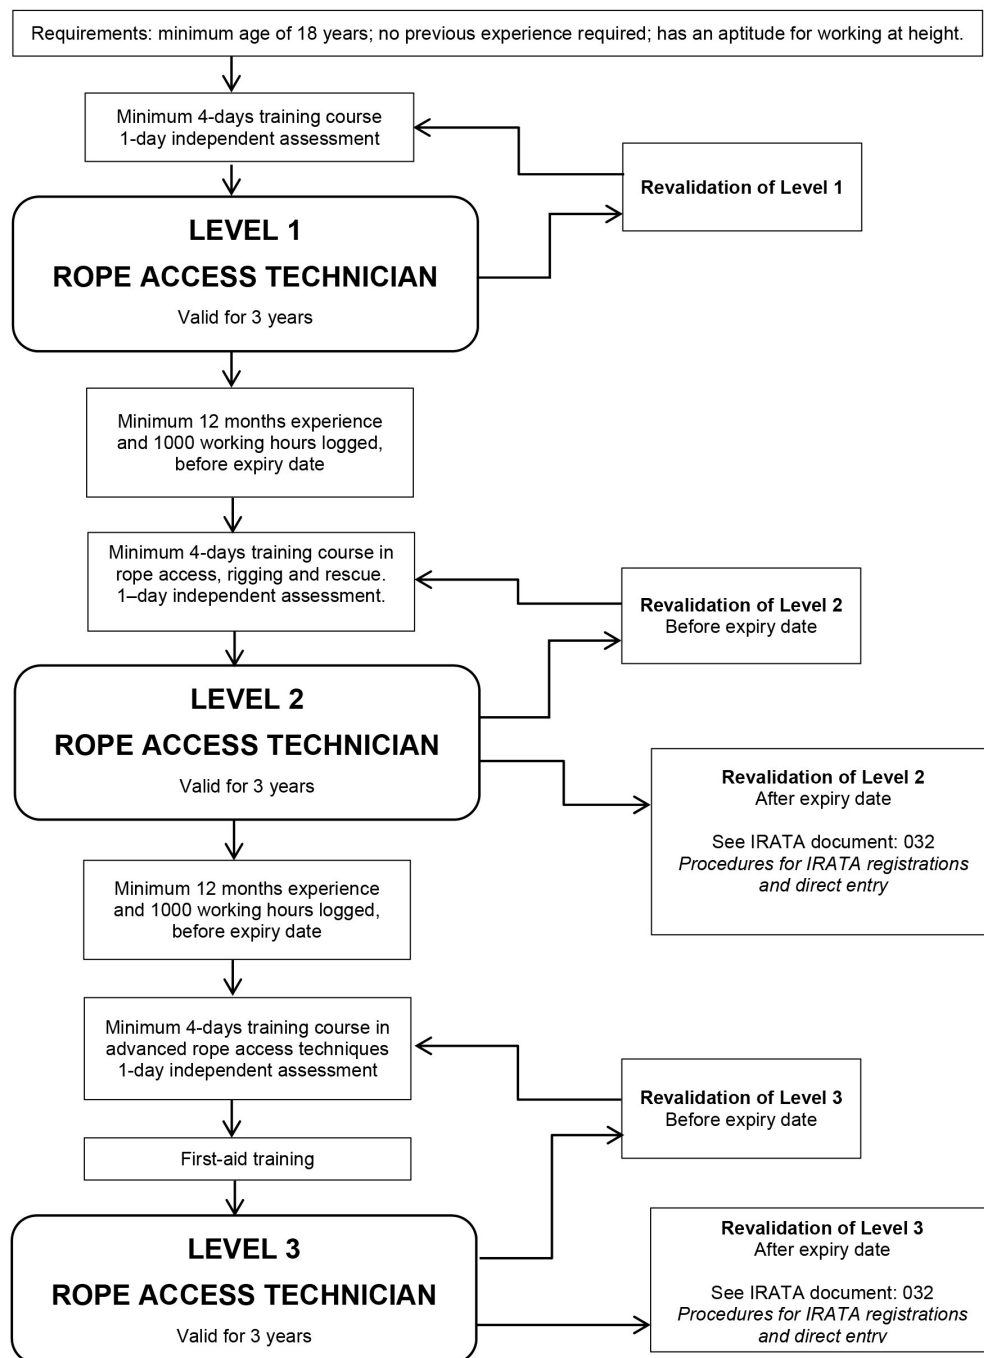 Requirements: minimum age of 18 years; no previous experience required; has an aptitude for working at height.
Minimum 4-days training course
1-day independent assessment
Revalidation of Level 1
LEVEL 1
ROPE ACCESS TECHNICIAN
Valid for 3 years
Minimum 12 months experience
and 1000 working hours logged,
before expiry date
Minimum 4-days training course in
rope access, rigging and rescue.
1–day independent assessment.
Revalidation of Level 2
Before expiry date
LEVEL 2
ROPE ACCESS TECHNICIAN
Valid for 3 years
Revalidation of Level 2
After expiry date
See IRATA document: 032
Procedures for IRATA registrations
and direct entry
Minimum 12 months experience
and 1000 working hours logged,
before expiry date
Minimum 4-days training course in
advanced rope access techniques
1-day independent assessment
Revalidation of Level 3
Before expiry date
First-aid training
LEVEL 3
ROPE ACCESS TECHNICIAN
Valid for 3 years
Revalidation of Level 3
After expiry date
See IRATA document: 032
Procedures for IRATA registrations
and direct entry